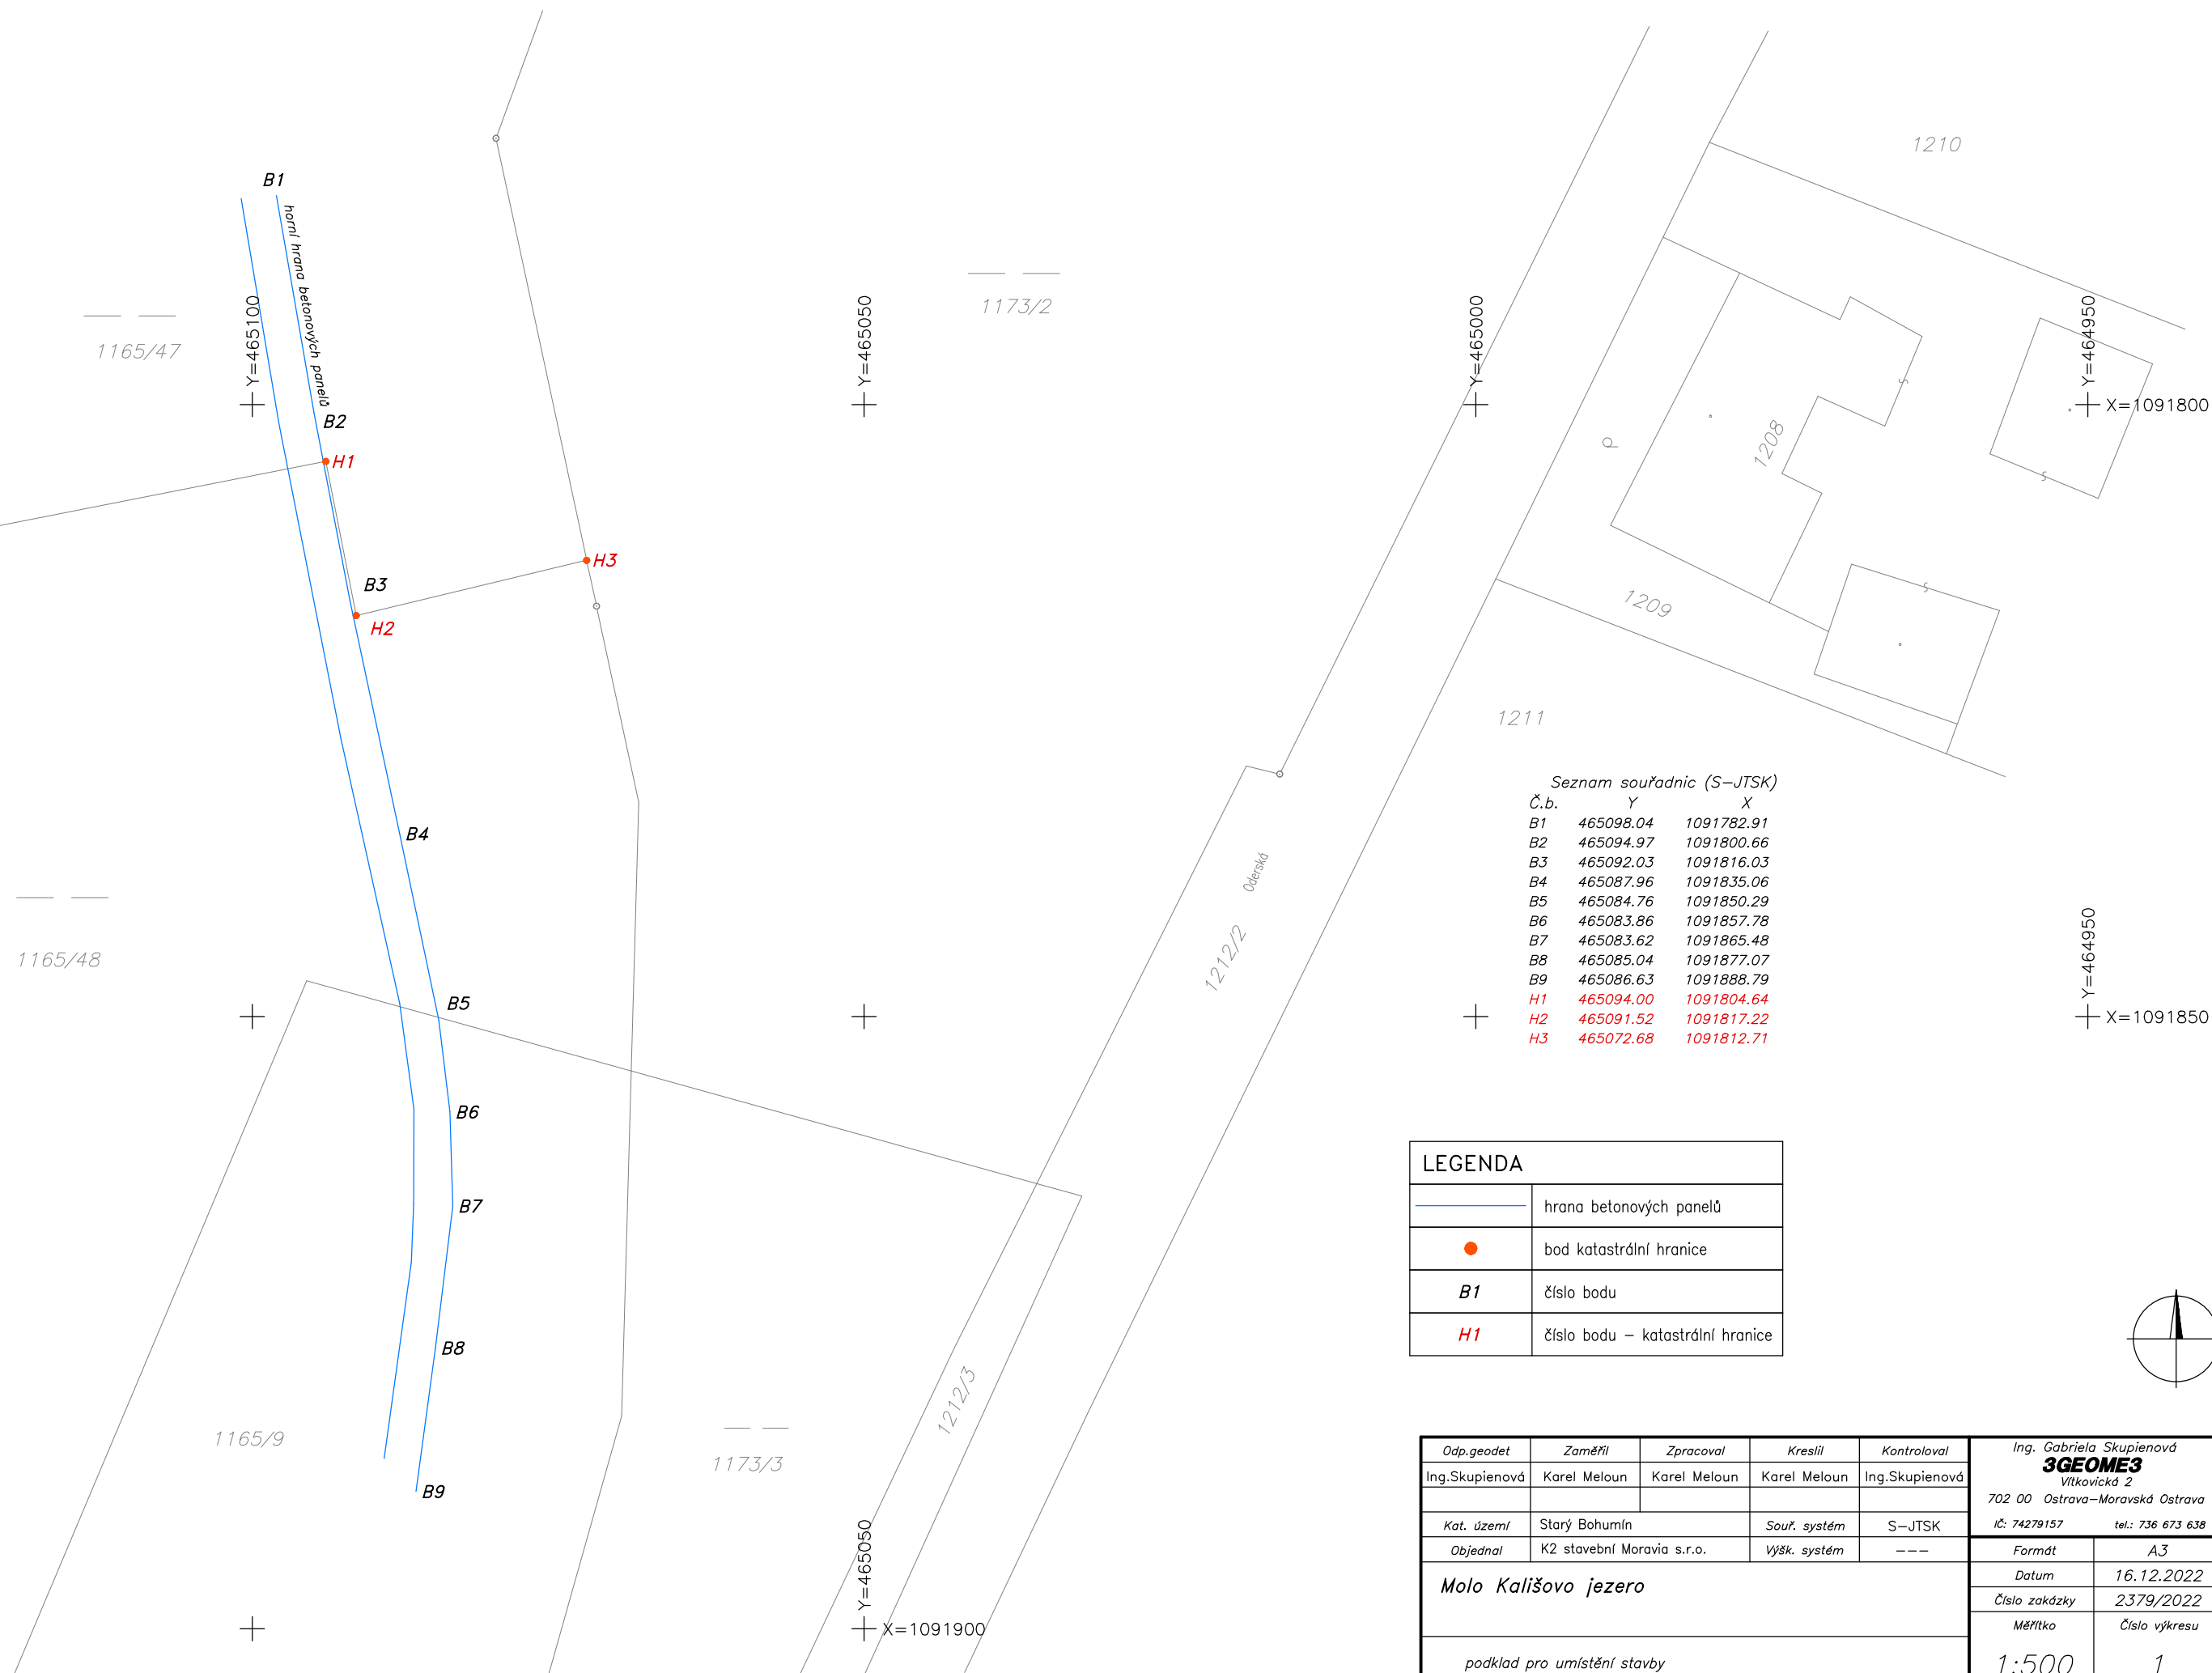 1210
B1
horní hrana betonových panelů
1173/2
1165/47
Y=465100
Y=465050
Y=465000
Y=464950
X=1091800
B2
H1
1208
H3
B3
H2
1209
1211
B4
Oderská
1212/2
1165/48
B5
B6
B7
B8
B9
1165/9
1173/3
1212/3
Y=464950
X=1091850
Y=465050
X=1091900
Seznam souřadnic (S-JTSK)
Č.b. Y X
B1 465098.04 1091782.91
B2 465094.97 1091800.66
B3 465092.03 1091816.03
B4 465087.96 1091835.06
B5 465084.76 1091850.29
B6 465083.86 1091857.78
B7 465083.62 1091865.48
B8 465085.04 1091877.07
B9 465086.63 1091888.79
H1 465094.00 1091804.64
H2 465091.52 1091817.22
H3 465072.68 1091812.71
LEGENDA
hrana betonových panelů
bod katastrální hranice
B1 číslo bodu
H1 číslo bodu - katastrální hranice
Odp.geodet Zaměřil Zpracoval Kreslil Kontroloval
Ing.Skupienová Karel Meloun Karel Meloun Karel Meloun Ing.Skupienová
Kat. území Starý Bohumín Souř. systém S-JTSK
Objednal K2 stavební Moravia s.r.o. Výšk. systém ---
Molo Kališovo jezero
podklad pro umístění stavby
Ing. Gabriela Skupienová
3GEOME3
Vítkovická 2
702 00 Ostrava-Moravská Ostrava
IČ: 74279157 tel.: 736 673 638
Formát A3
Datum 16.12.2022
Číslo zakázky 2379/2022
Měřítko Číslo výkresu
1:500 1